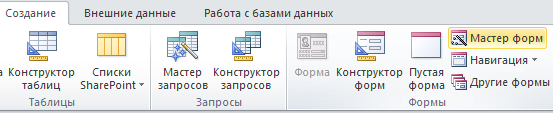 Создание Внешние данные Работа с базами данных
а Конструктор таблиц Списки SharePoint Мастер запросов Конструктор запросов Форма Конструктор форм Пустая форма Мастер форм
Навигация
Другие формы
Таблицы Запросы Формы